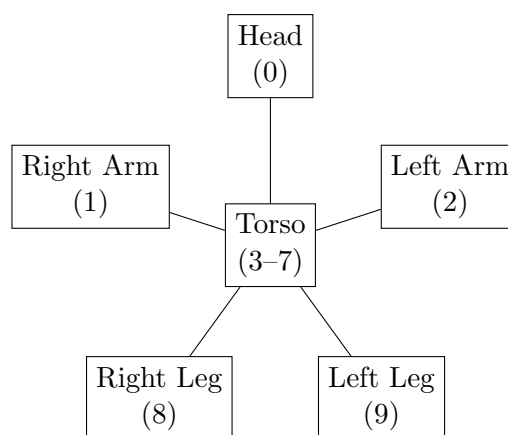 Head
(0)
Right Arm
(1)
Left Arm
(2)
Torso
(3–7)
Right Leg
(8)
Left Leg
(9)